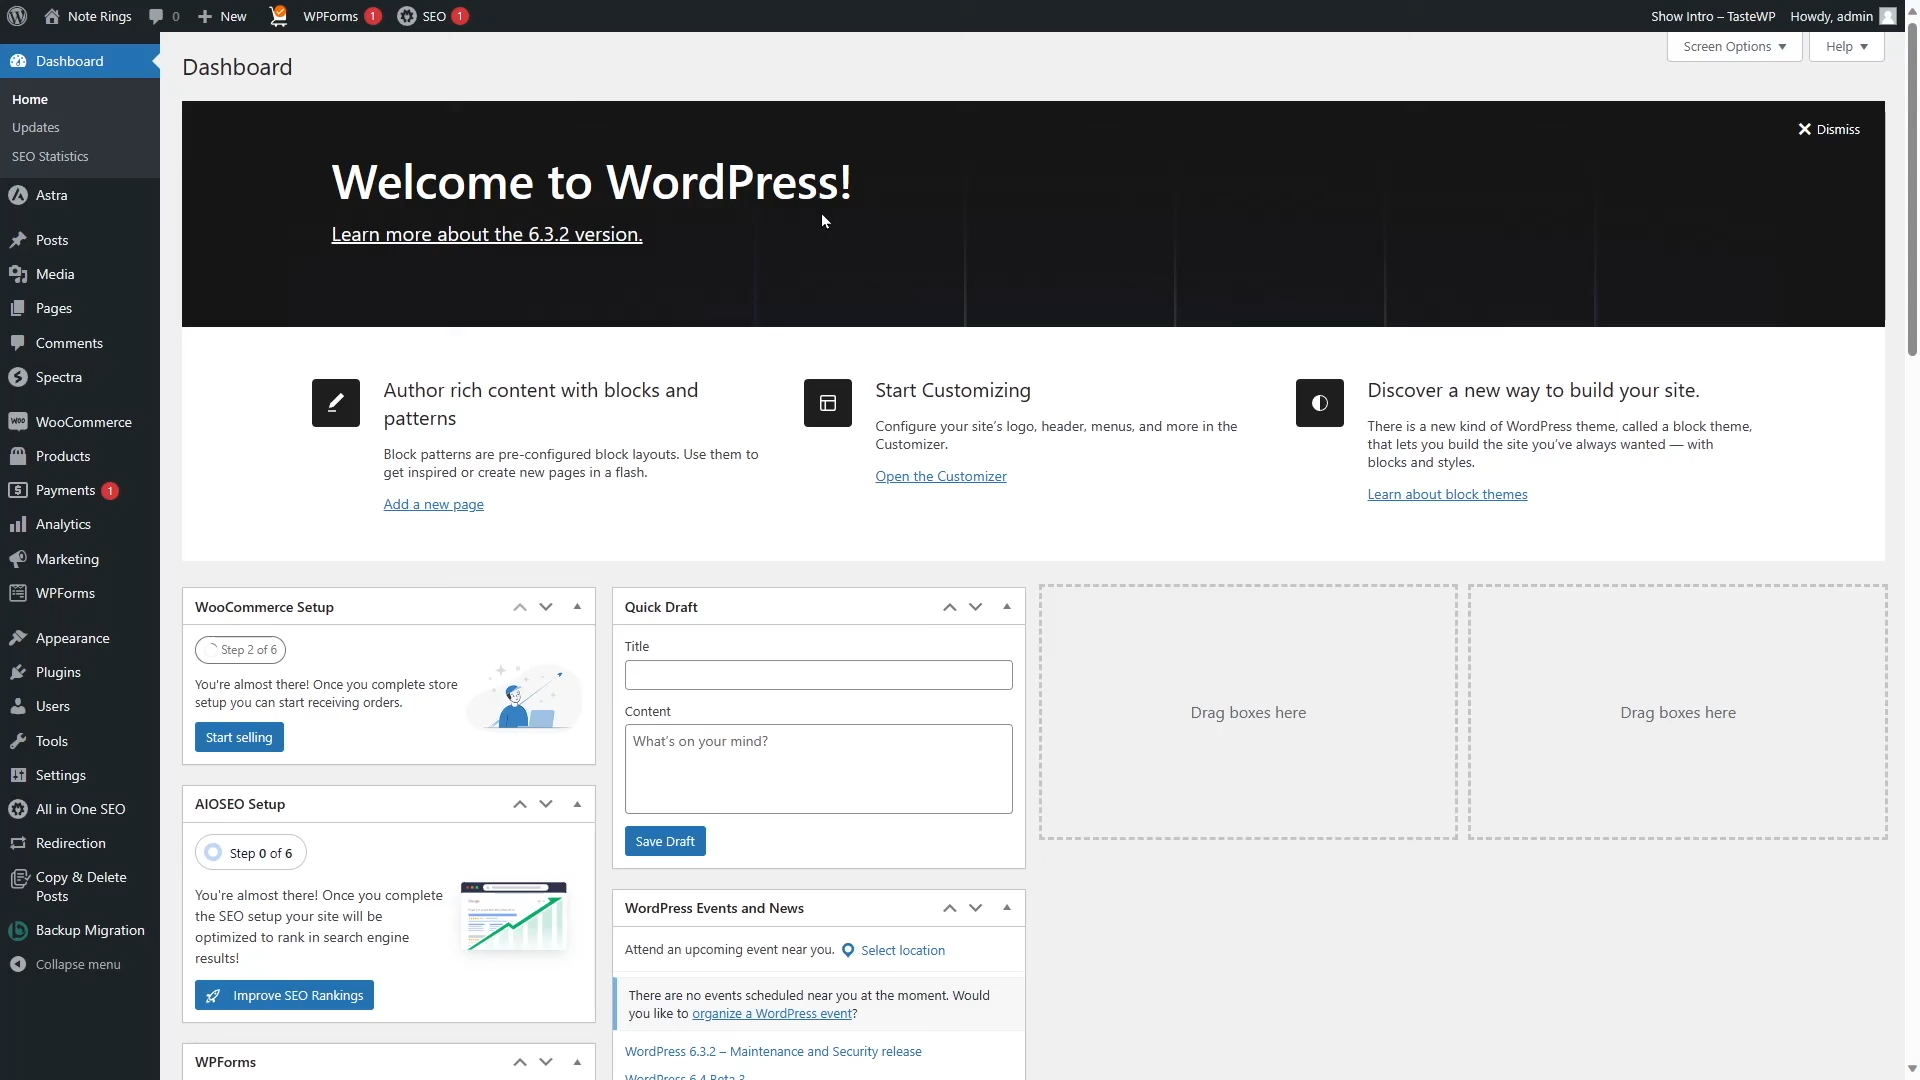 Note Rings
0
New
WPForms 1
SEO 1
Show Intro – TasteWP
Howdy, admin
Screen Options
Help
Dashboard
Home
Updates
SEO Statistics
Astra
Posts
Media
Pages
Comments
Spectra
WooCommerce
Products
Payments 1
Analytics
Marketing
WPForms
Appearance
Plugins
Users
Tools
Settings
All in One SEO
Redirection
Copy & Delete
Posts
Backup Migration
Collapse menu
Dashboard
Dismiss
Welcome to WordPress!
Learn more about the 6.3.2 version.
Author rich content with blocks and
patterns
Block patterns are pre-configured block layouts. Use them to
get inspired or create new pages in a flash.
Add a new page
Start Customizing
Configure your site's logo, header, menus, and more in the
Customizer.
Open the Customizer
Discover a new way to build your site.
There is a new kind of WordPress theme, called a block theme,
that lets you build the site you've always wanted — with
blocks and styles.
Learn about block themes
WooCommerce Setup
Step 2 of 6
You're almost there! Once you complete store
setup you can start receiving orders.
Start selling
AIOSEO Setup
Step 0 of 6
You're almost there! Once you complete
the SEO setup your site will be
optimized to rank in search engine
results!
Improve SEO Rankings
WPForms
Quick Draft
Title
Content
What's on your mind?
Save Draft
WordPress Events and News
Attend an upcoming event near you. Select location
There are no events scheduled near you at the moment. Would
you like to organize a WordPress event?
WordPress 6.3.2 – Maintenance and Security release
WordPress 6.4 Beta 3
Drag boxes here
Drag boxes here